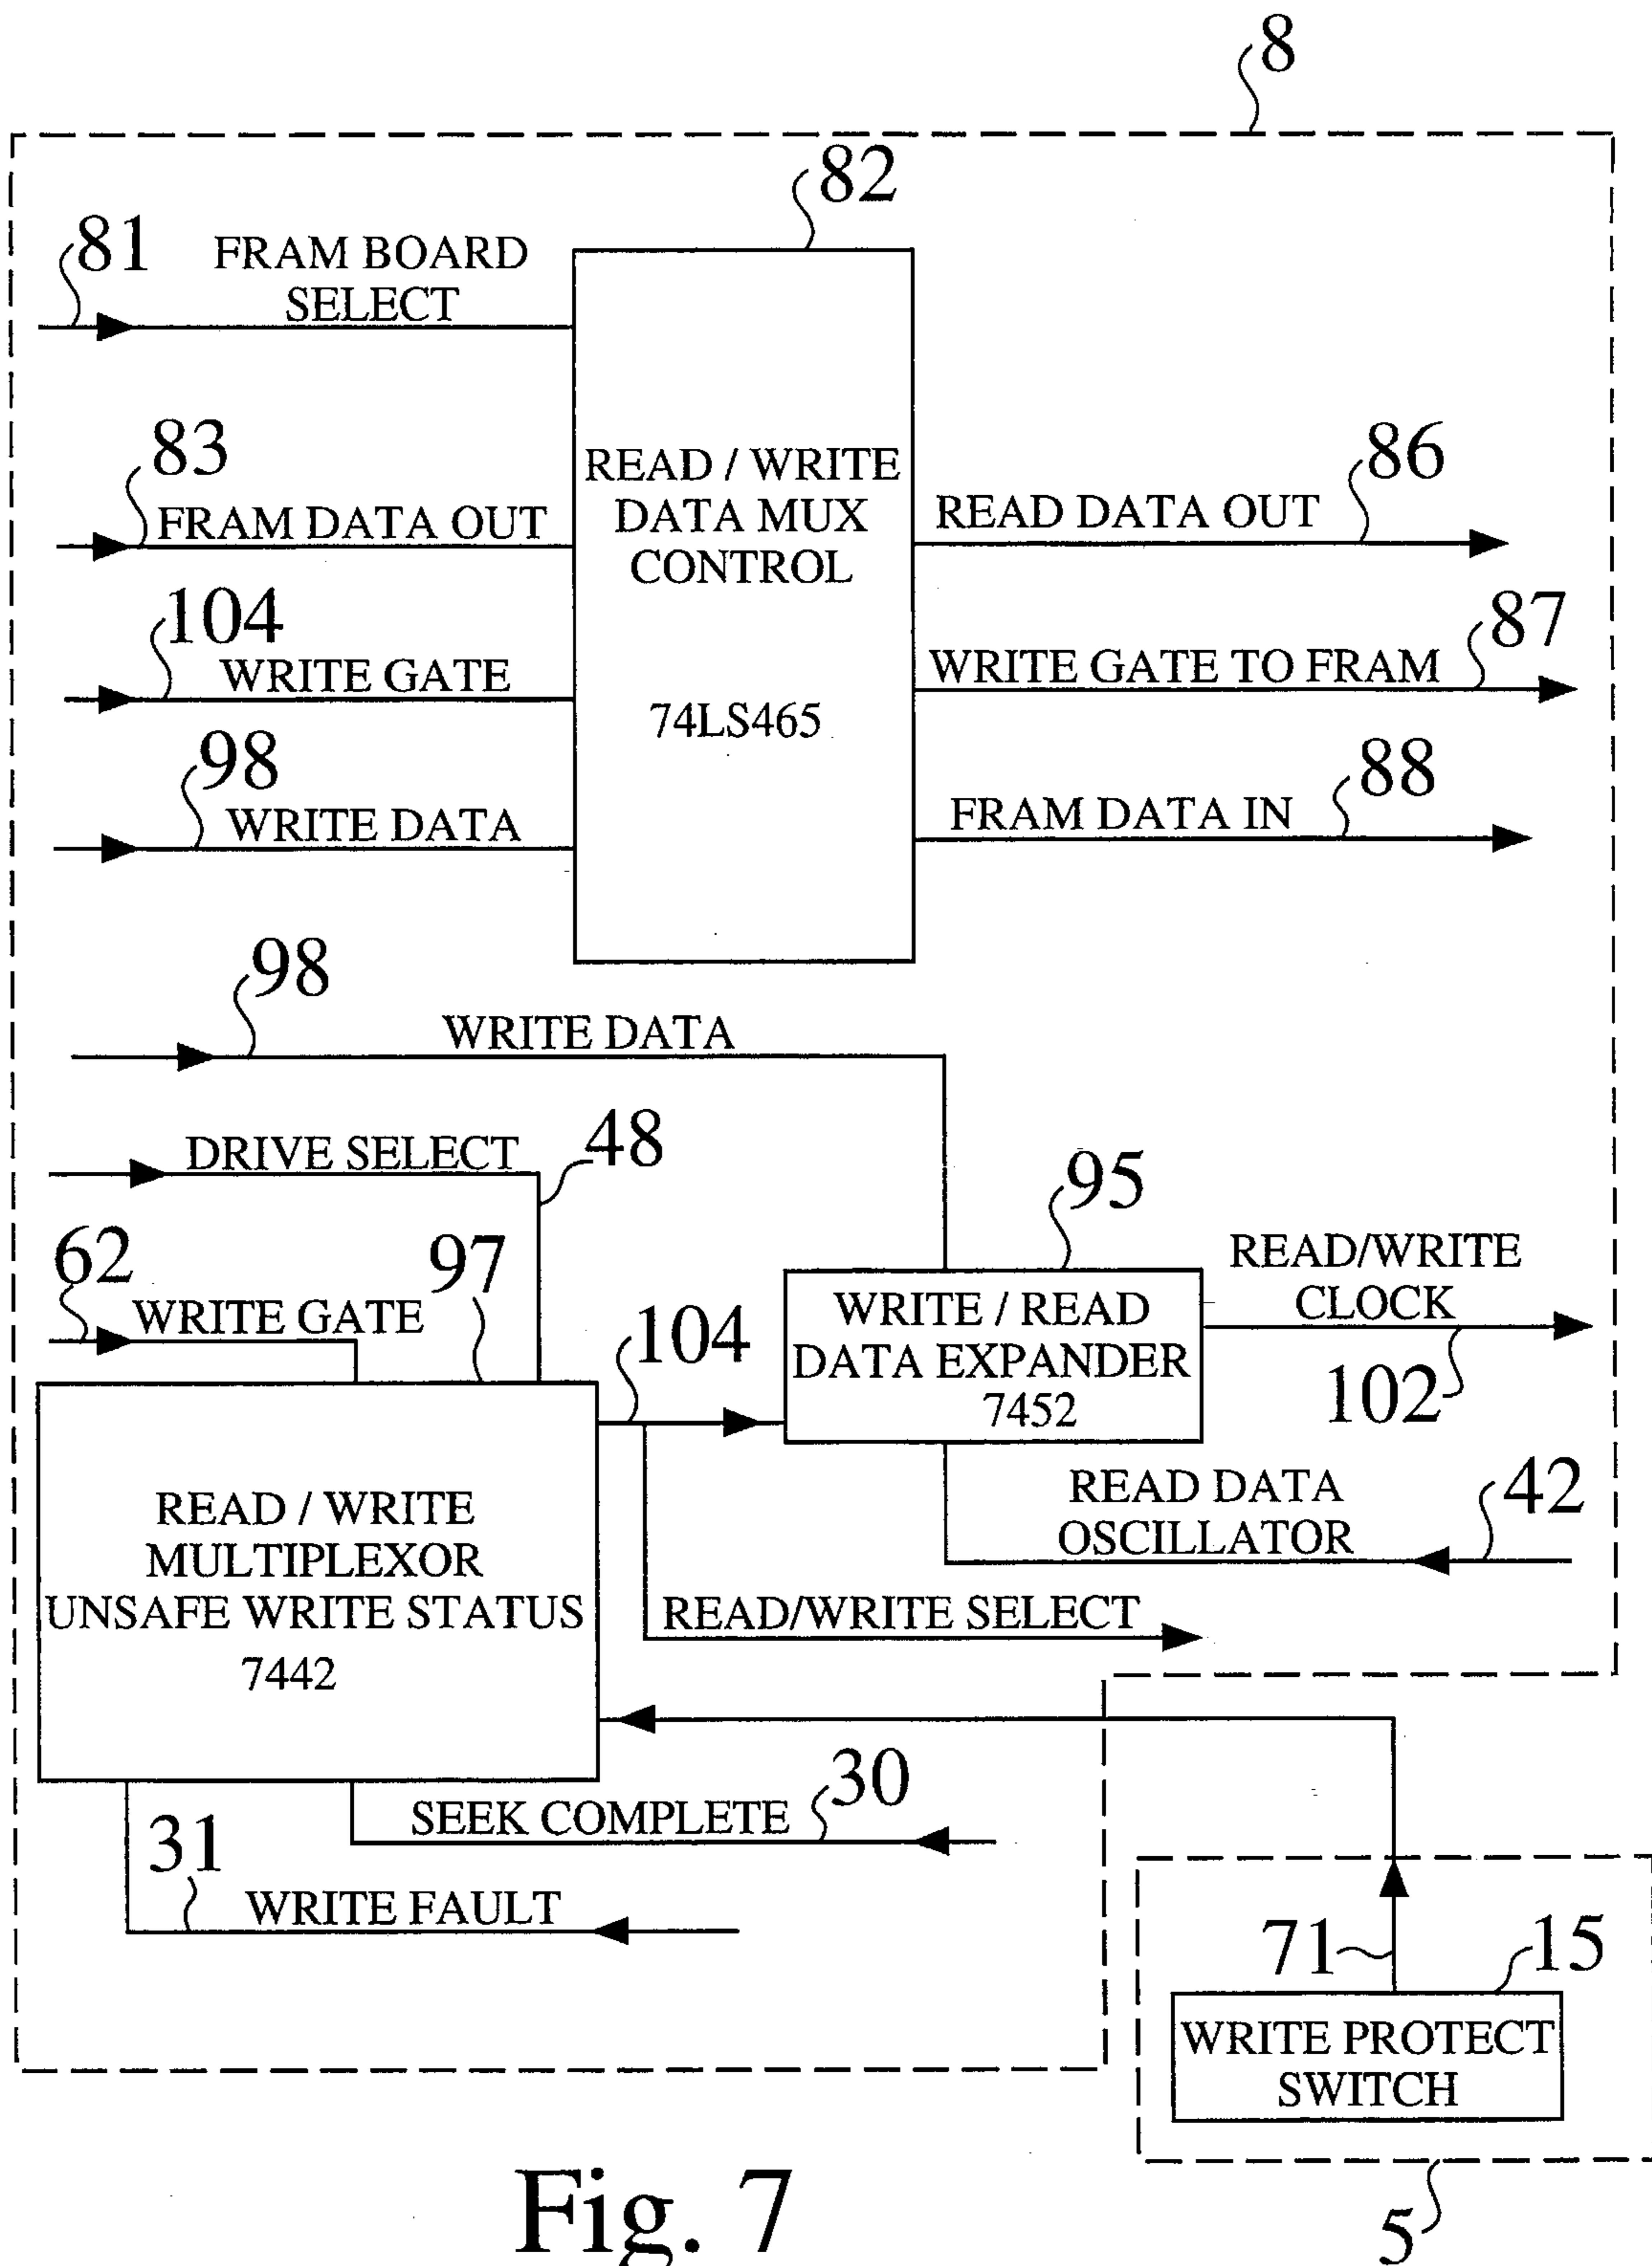 8
82
81
FRAM BOARD
SELECT
83
FRAM DATA OUT
104
WRITE GATE
98
WRITE DATA
READ / WRITE
DATA MUX
CONTROL
74LS465
86
READ DATA OUT
87
WRITE GATE TO FRAM
88
FRAM DATA IN
98
WRITE DATA
DRIVE SELECT
48
62
WRITE GATE
97
104
95
WRITE / READ
DATA EXPANDER
7452
READ/WRITE
CLOCK
102
READ DATA
OSCILLATOR
42
READ / WRITE
MULTIPLEXOR
UNSAFE WRITE STATUS
7442
READ/WRITE SELECT
SEEK COMPLETE
30
31
WRITE FAULT
71
15
WRITE PROTECT
SWITCH
5
Fig. 7